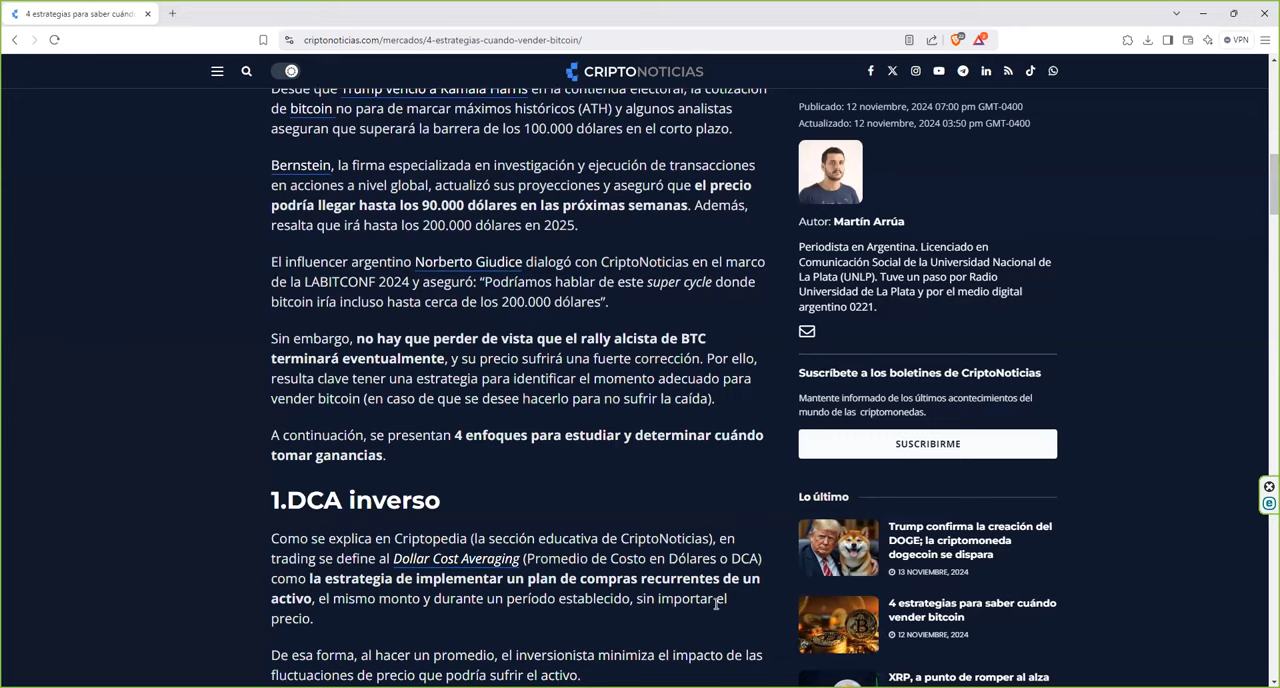 4 estrategias para saber cuánd
criptonoticias.com/mercados/4-estrategias-cuando-vender-bitcoin/
VPN
CRIPTONOTICIAS
Desde que Trump venció a Kamala Harris en la contienda electoral, la cotización
de bitcoin no para de marcar máximos históricos (ATH) y algunos analistas
aseguran que superará la barrera de los 100.000 dólares en el corto plazo.
Bernstein, la firma especializada en investigación y ejecución de transacciones
en acciones a nivel global, actualizó sus proyecciones y aseguró que el precio
podría llegar hasta los 90.000 dólares en las próximas semanas. Además,
resalta que irá hasta los 200.000 dólares en 2025.
El influencer argentino Norberto Giudice dialogó con CriptoNoticias en el marco
de la LABITCONF 2024 y aseguró: “Podríamos hablar de este super cycle donde
bitcoin iría incluso hasta cerca de los 200.000 dólares”.
Sin embargo, no hay que perder de vista que el rally alcista de BTC
terminará eventualmente, y su precio sufrirá una fuerte corrección. Por ello,
resulta clave tener una estrategia para identificar el momento adecuado para
vender bitcoin (en caso de que se desee hacerlo para no sufrir la caída).
A continuación, se presentan 4 enfoques para estudiar y determinar cuándo
tomar ganancias.
1.DCA inverso
Como se explica en Criptopedia (la sección educativa de CriptoNoticias), en
trading se define al Dollar Cost Averaging (Promedio de Costo en Dólares o DCA)
como la estrategia de implementar un plan de compras recurrentes de un
activo, el mismo monto y durante un período establecido, sin importar el
precio.
De esa forma, al hacer un promedio, el inversionista minimiza el impacto de las
fluctuaciones de precio que podría sufrir el activo.
Publicado: 12 noviembre, 2024 07:00 pm GMT-0400
Actualizado: 12 noviembre, 2024 03:50 pm GMT-0400
Autor: Martín Arrúa
Periodista en Argentina. Licenciado en
Comunicación Social de la Universidad Nacional de
La Plata (UNLP). Tuve un paso por Radio
Universidad de La Plata y por el medio digital
argentino 0221.
Suscríbete a los boletines de CriptoNoticias
Mantente informado de los últimos acontecimientos del
mundo de las criptomonedas.
SUSCRIBIRME
Lo último
Trump confirma la creación del
DOGE; la criptomoneda
dogecoin se dispara
13 NOVIEMBRE, 2024
4 estrategias para saber cuándo
vender bitcoin
12 NOVIEMBRE, 2024
XRP, a punto de romper al alza